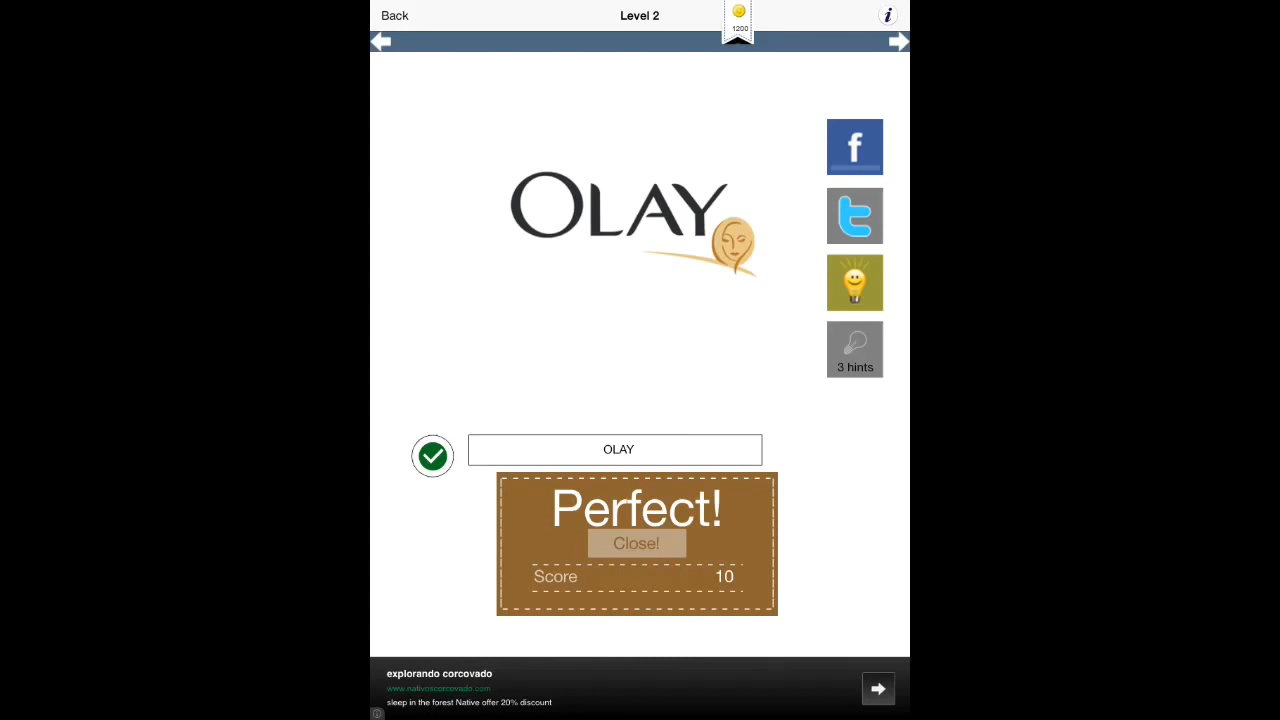 Back
Level 2
1200
i
OLAY
f
t
3 hints
OLAY
Perfect!
Close!
Score 10
explorando corcovado
www.nativoscorcovado.com
sleep in the forest Native offer 20% discount